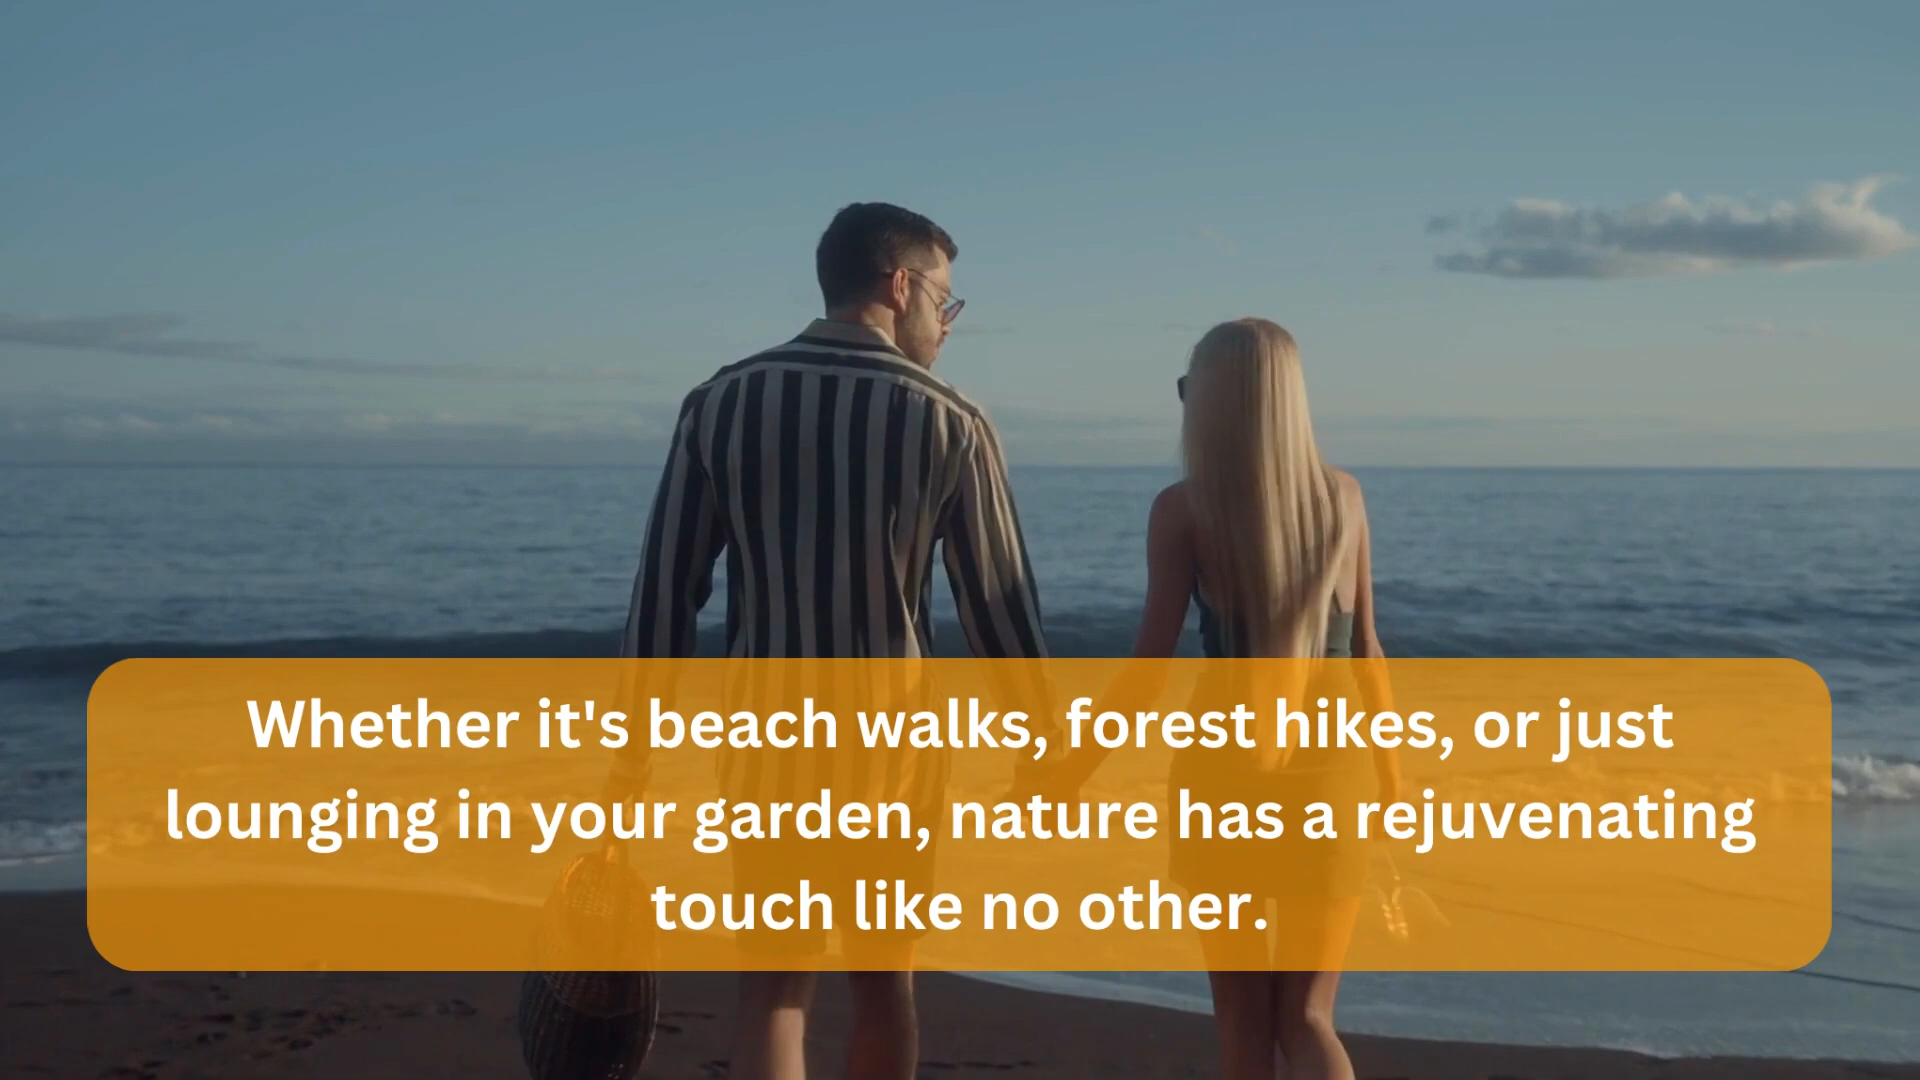 Whether it's beach walks, forest hikes, or just
lounging in your garden, nature has a rejuvenating
touch like no other.